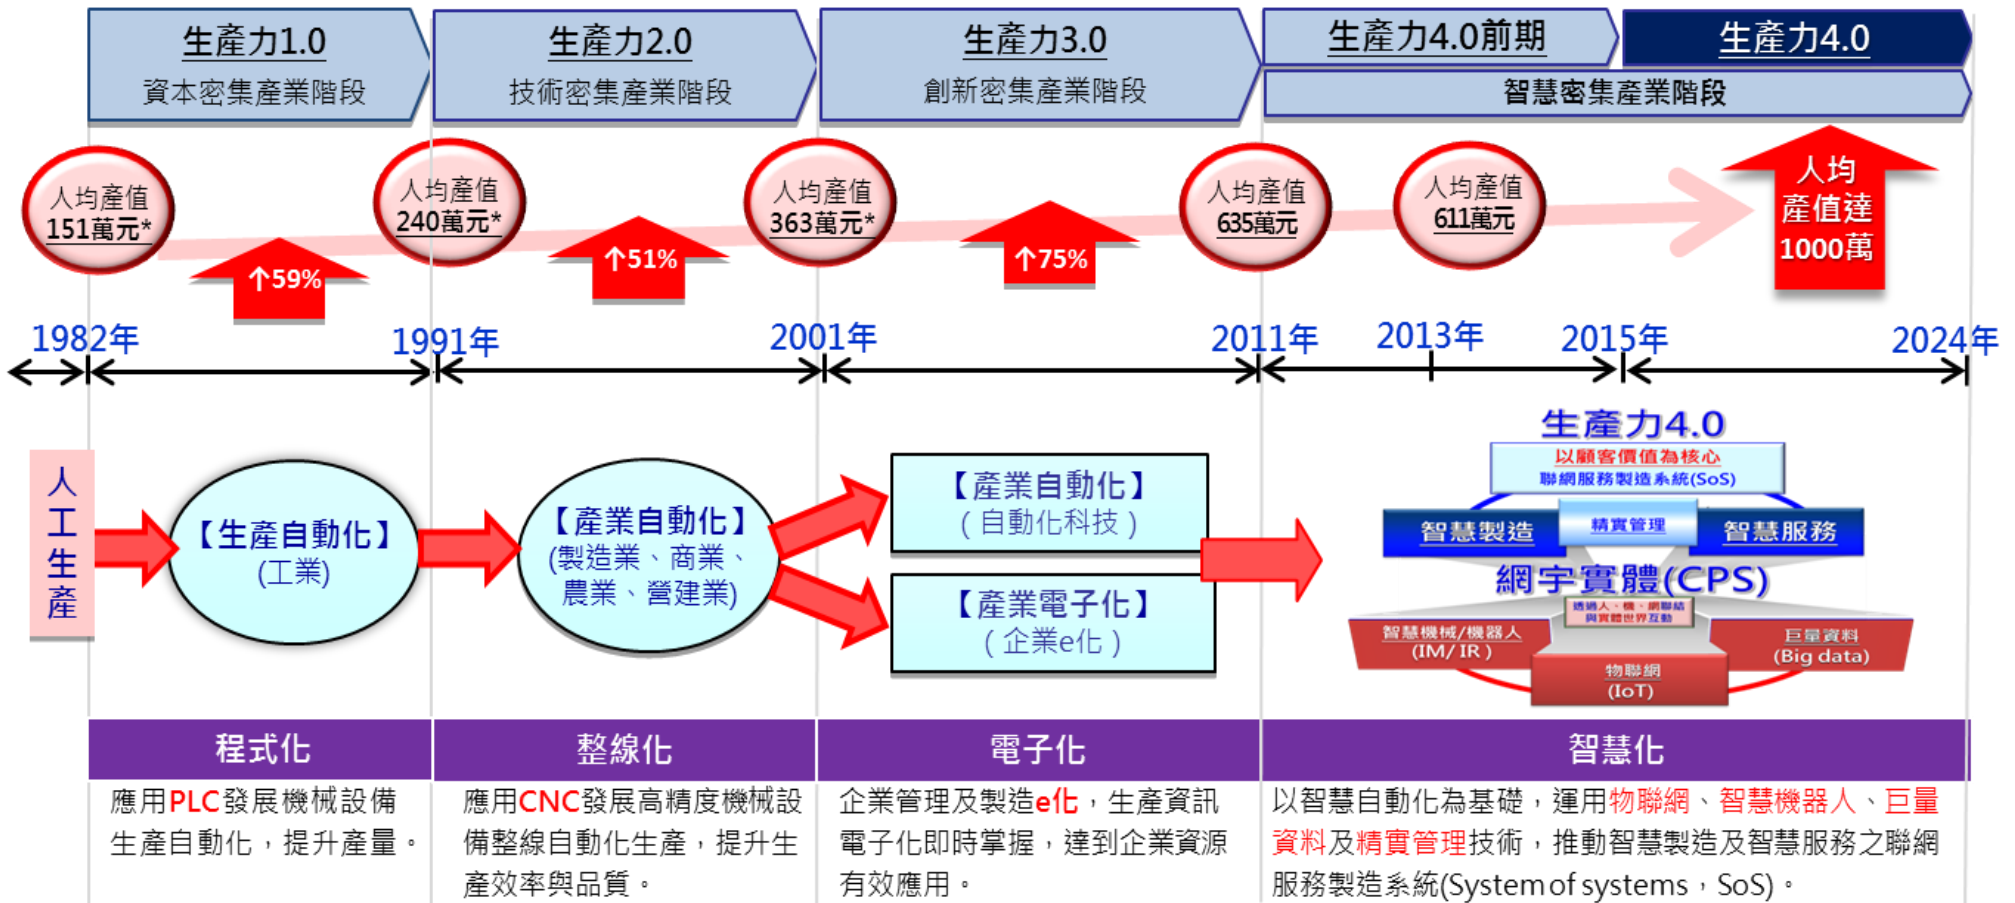 生產力1.0
資本密集產業階段
生產力2.0
技術密集產業階段
生產力3.0
創新密集產業階段
生產力4.0前期
生產力4.0
智慧密集產業階段
人均產值
151萬元*
人均產值
240萬元*
人均產值
363萬元*
人均產值
635萬元
人均產值
611萬元
人均
產值達
1000萬
↑59%
↑51%
↑75%
1982年
1991年
2001年
2011年
2013年
2015年
2024年
人工生產
【生產自動化】
(工業)
【產業自動化】
(製造業、商業、
農業、營建業)
【產業自動化】
(自動化科技)
【產業電子化】
(企業e化)
生產力4.0
以顧客價值為核心
聯網服務製造系統(SoS)
智慧製造
精實管理
智慧服務
網宇實體(CPS)
透過人、機、網聯結
與實體世界互動
智慧機械/機器人
(IM/ IR )
物聯網
(IoT)
巨量資料
(Big data)
程式化
整線化
電子化
智慧化
應用PLC發展機械設備
生產自動化，提升產量。
應用CNC發展高精度機械設
備整線自動化生產，提升生
產效率與品質。
企業管理及製造e化，生產資訊
電子化即時掌握，達到企業資源
有效應用。
以智慧自動化為基礎，運用物聯網、智慧機器人、巨量
資料及精實管理技術，推動智慧製造及智慧服務之聯網
服務製造系統(System of systems，SoS)。